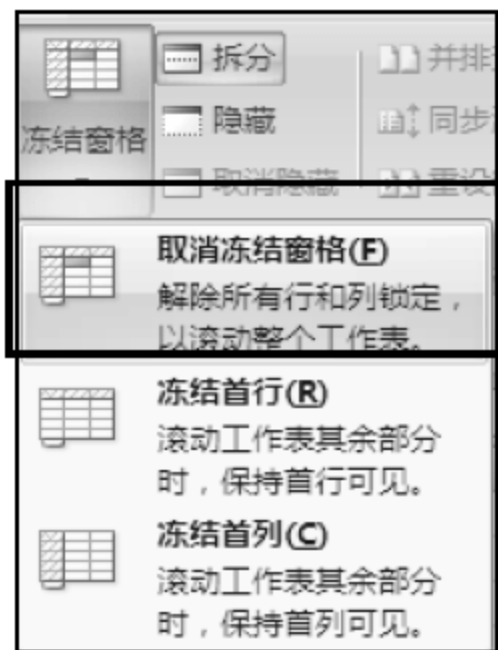 拆分
并排
隐藏
同步
冻结窗格
取消隐藏
重设
取消冻结窗格(F)
解除所有行和列锁定，
以滚动整个工作表。
冻结首行(R)
滚动工作表其余部分
时，保持首行可见。
冻结首列(C)
滚动工作表其余部分
时，保持首列可见。